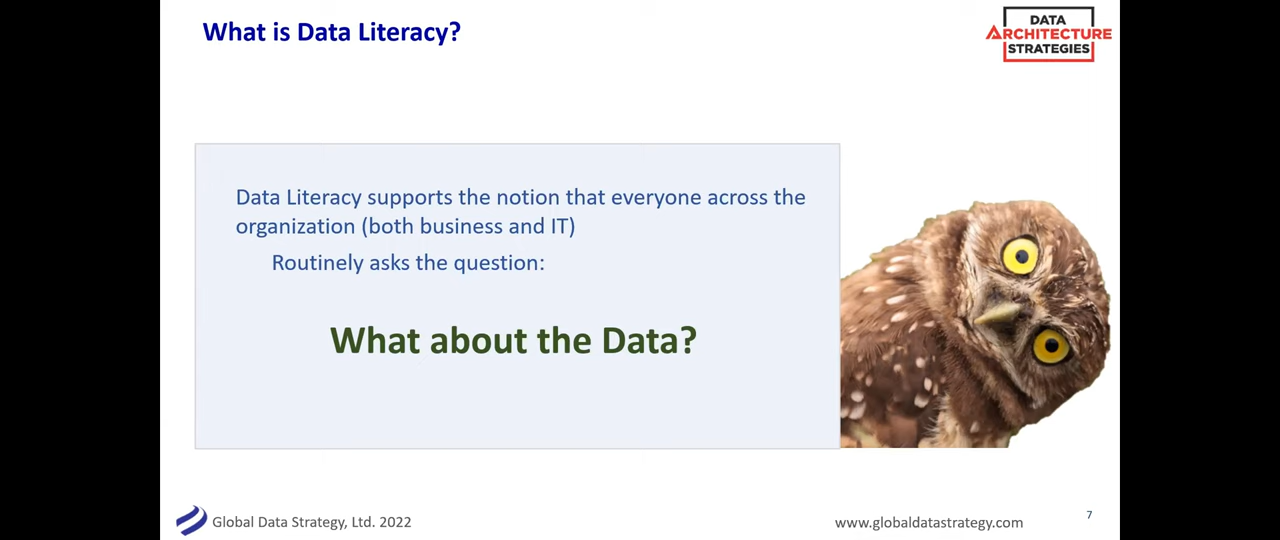 What is Data Literacy?
DATA
ARCHITECTURE
STRATEGIES
Data Literacy supports the notion that everyone across the
organization (both business and IT)
Routinely asks the question:
What about the Data?
Global Data Strategy, Ltd. 2022
www.globaldatastrategy.com
7